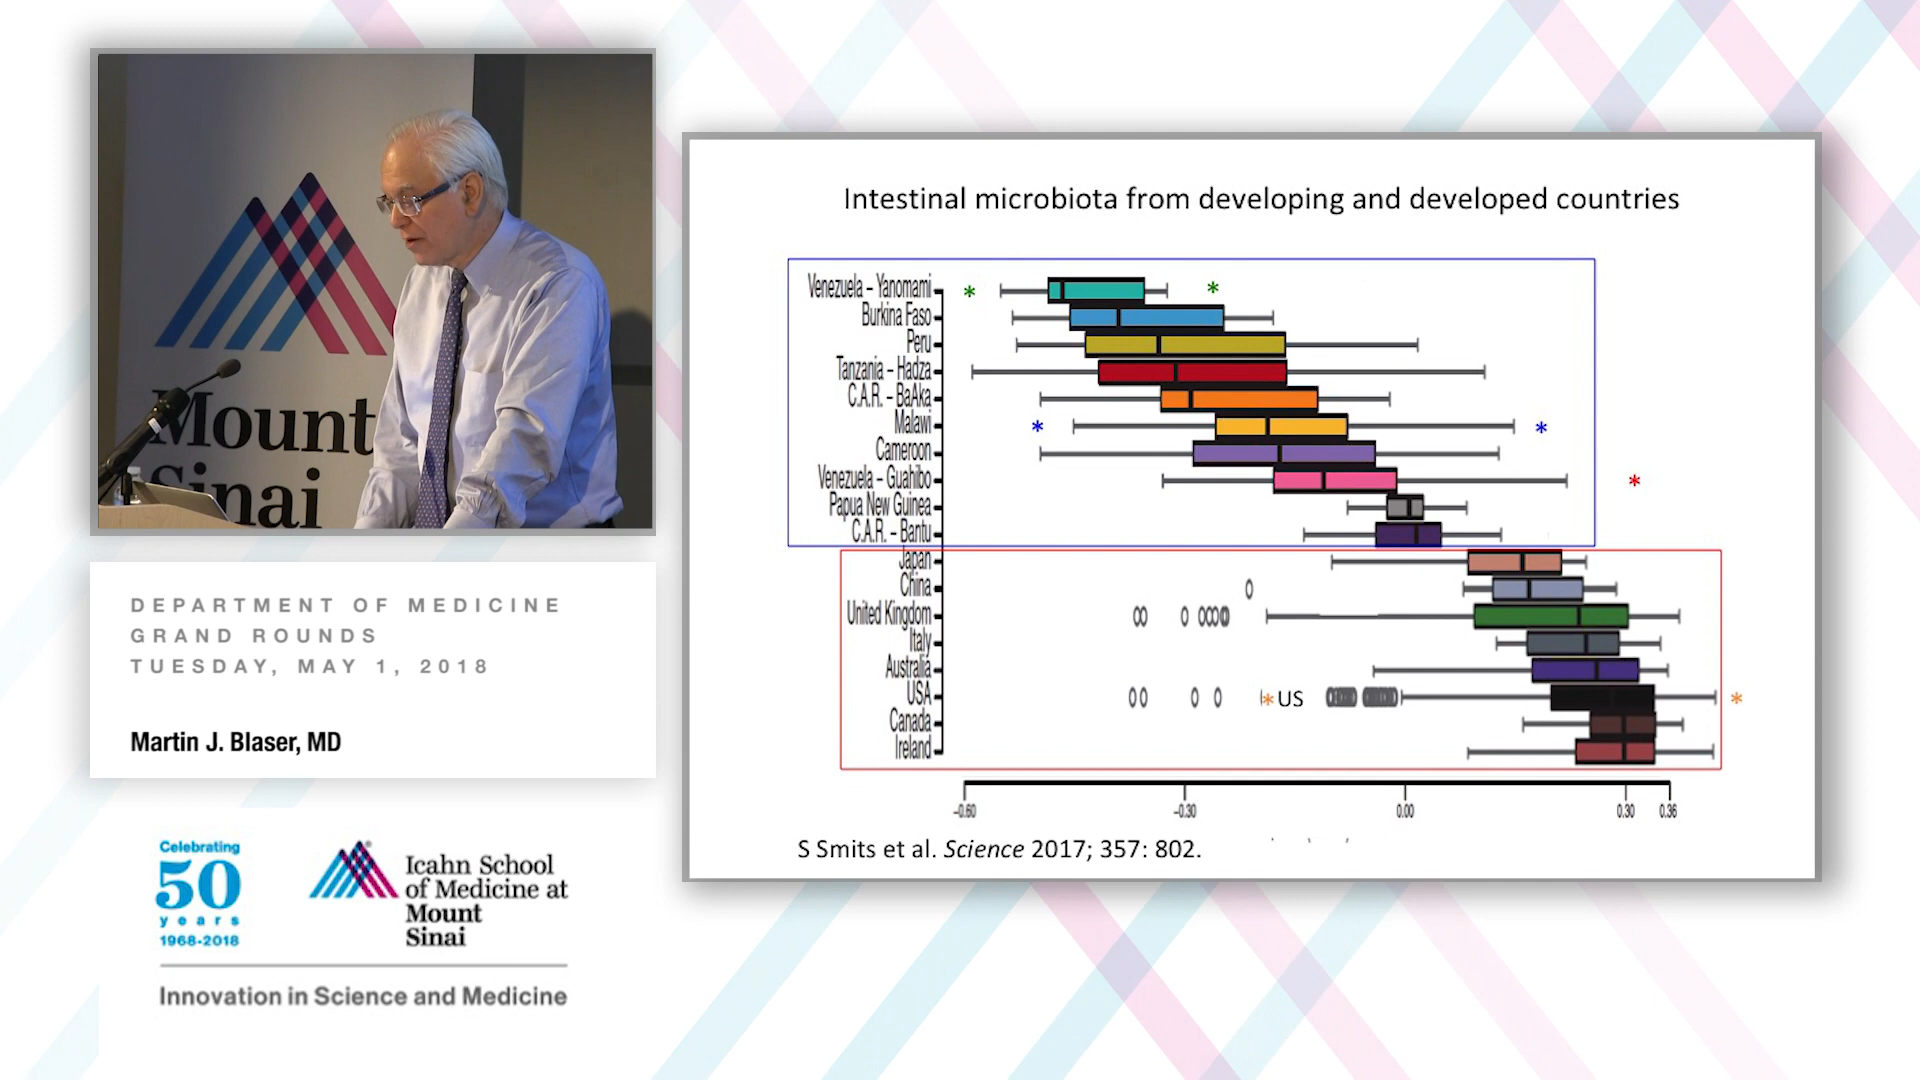 Mount
Sinai
DEPARTMENT OF MEDICINE
GRAND ROUNDS
TUESDAY, MAY 1, 2018
Martin J. Blaser, MD
Celebrating
50
years
1968-2018
Icahn School
of Medicine at
Mount
Sinai
Innovation in Science and Medicine
Intestinal microbiota from developing and developed countries
Venezuela – Yanomami
Burkina Faso
Peru
Tanzania – Hadza
C.A.R. – BaAka
Malawi
Cameroon
Venezuela – Guahibo
Papua New Guinea
C.A.R. – Bantu
Japan
China
United Kingdom
Italy
Australia
USA
* US
Canada
Ireland
–0.60 –0.30 0.00 0.30 0.36
S Smits et al. Science 2017; 357: 802.